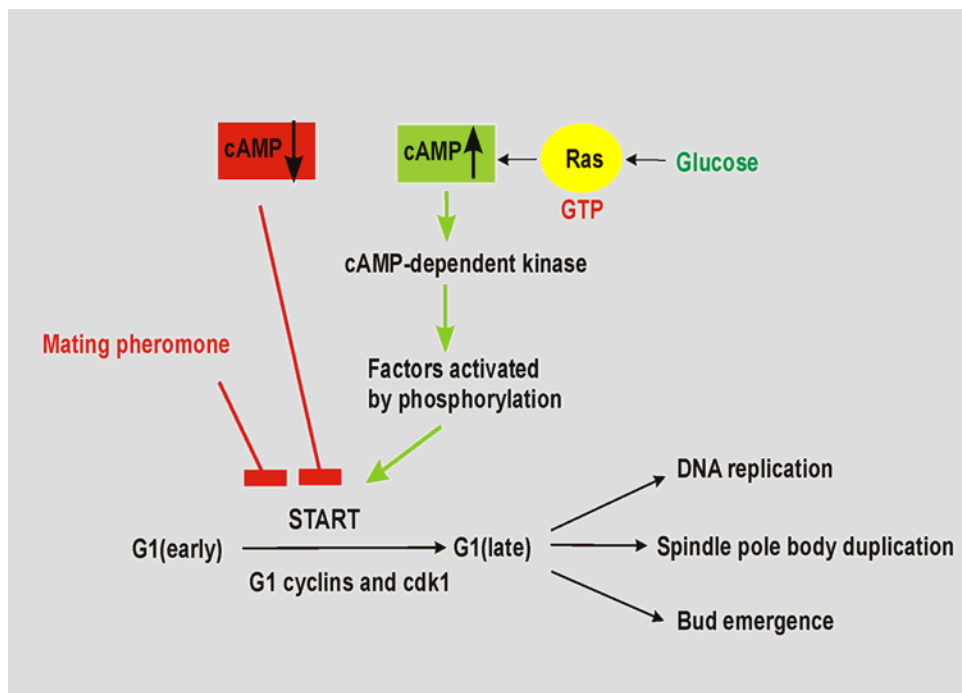 cAMP
cAMP
Ras
Glucose
GTP
cAMP-dependent kinase
Mating pheromone
Factors activated
by phosphorylation
DNA replication
START
G1(early)
G1(late)
Spindle pole body duplication
G1 cyclins and cdk1
Bud emergence